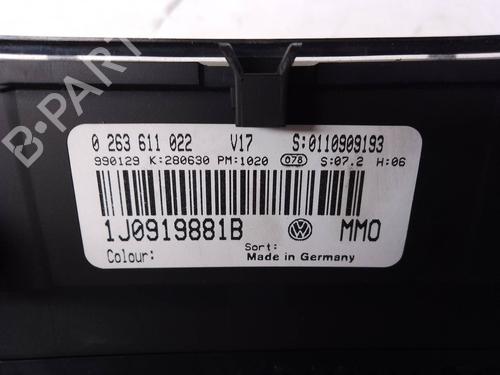 0 263 611 022 V17 S:0110909193
990129 K:280630 PM:1020 078 S:07.2 H:06
1J0919881B MMO
Colour: Sort:
Made in Germany
B-PARTS